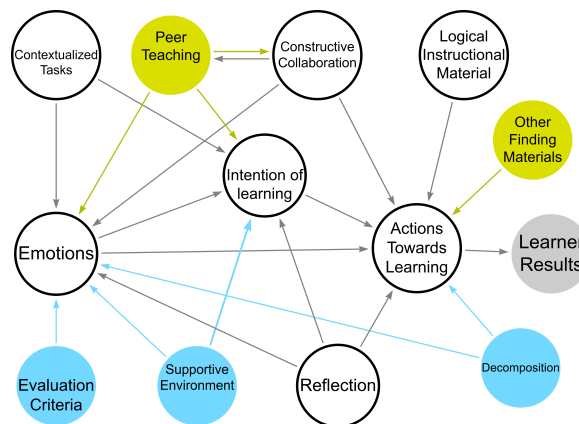 Contextualized
Tasks
Peer
Teaching
Constructive
Collaboration
Logical
Instructional
Material
Other
Finding
Materials
Intention of
learning
Emotions
Actions
Towards
Learning
Learner
Results
Evaluation
Criteria
Supportive
Environment
Reflection
Decomposition